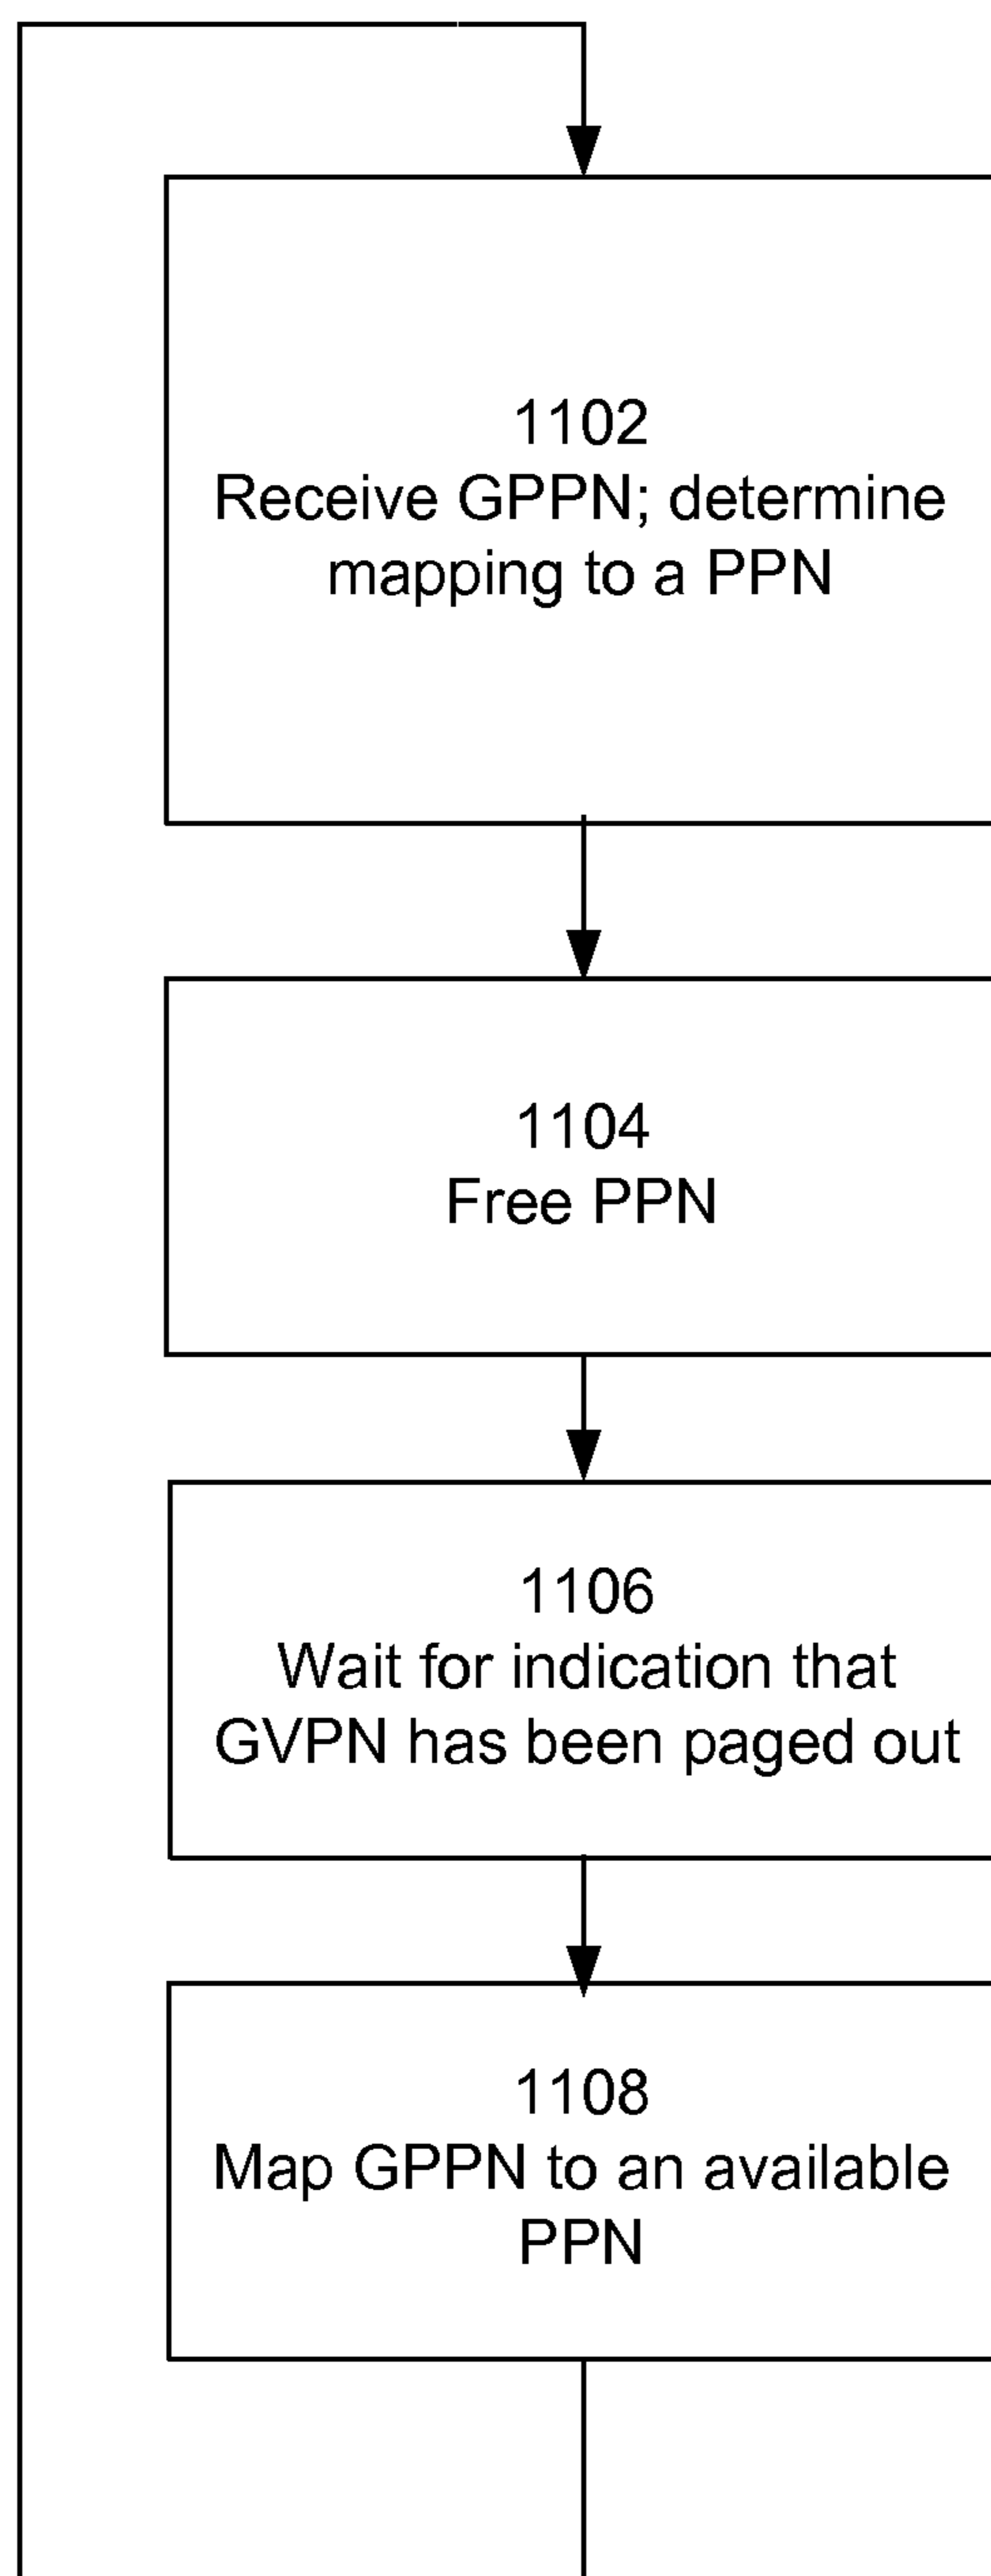 1102
Receive GPPN; determine
mapping to a PPN
1104
Free PPN
1106
Wait for indication that
GVPN has been paged out
1108
Map GPPN to an available
PPN